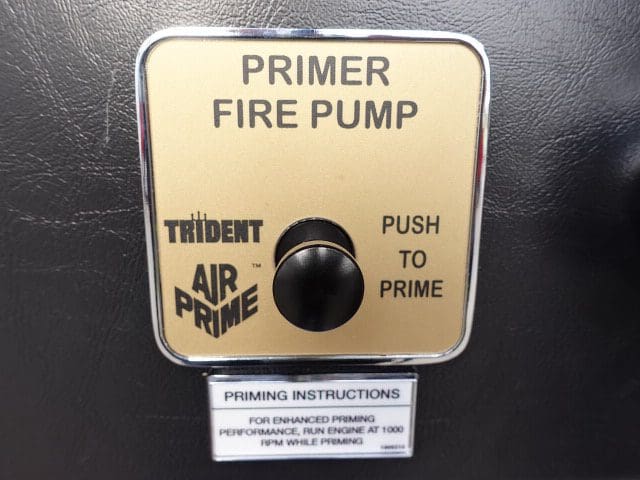 PRIMER
FIRE PUMP
TRIDENT
AIR
PRIME
™
PUSH
TO
PRIME
PRIMING INSTRUCTIONS
FOR ENHANCED PRIMING
PERFORMANCE, RUN ENGINE AT 1000
RPM WHILE PRIMING